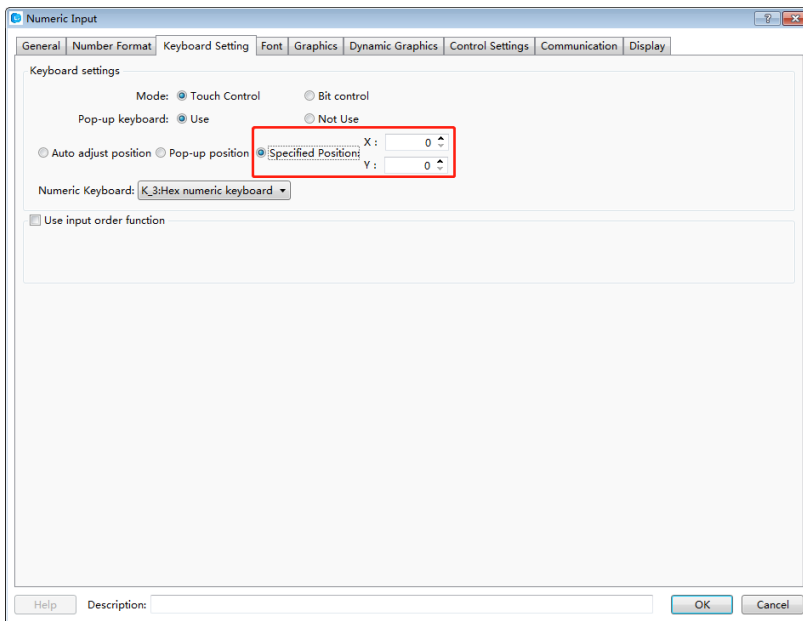 Numeric Input
General Number Format Keyboard Setting Font Graphics Dynamic Graphics Control Settings Communication Display
Keyboard settings
Mode: Touch Control Bit control
Pop-up keyboard: Use Not Use
Auto adjust position Pop-up position Specified Position: X : 0
Y : 0
Numeric Keyboard: K_3:Hex numeric keyboard
Use input order function
Help Description: OK Cancel